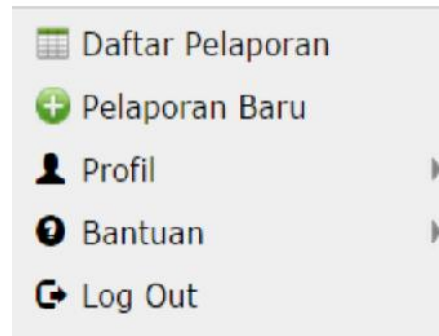 Daftar Pelaporan
Pelaporan Baru
Profil
Bantuan
Log Out